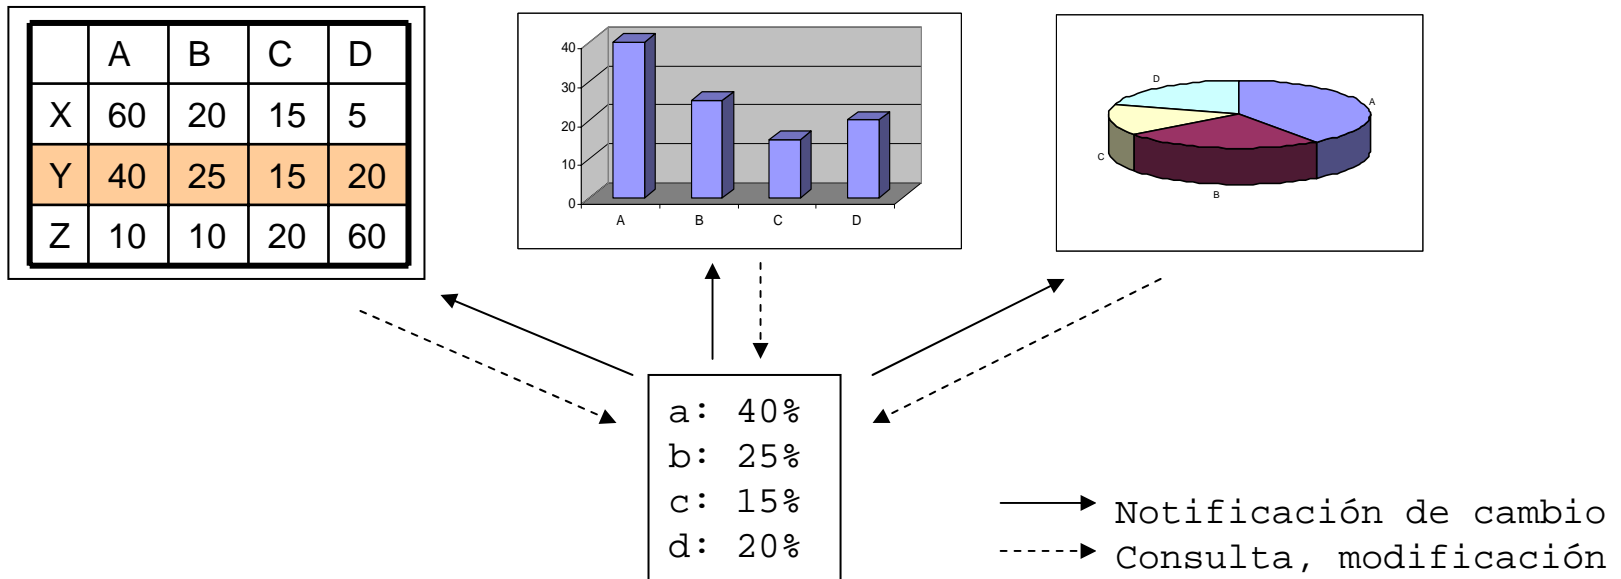 A B C D
X 60 20 15 5
Y 40 25 15 20
Z 10 10 20 60
40
30
20
10
0
A B C D
D
A
C
B
a: 40%
b: 25%
c: 15%
d: 20%
Notificación de cambio
Consulta, modificación